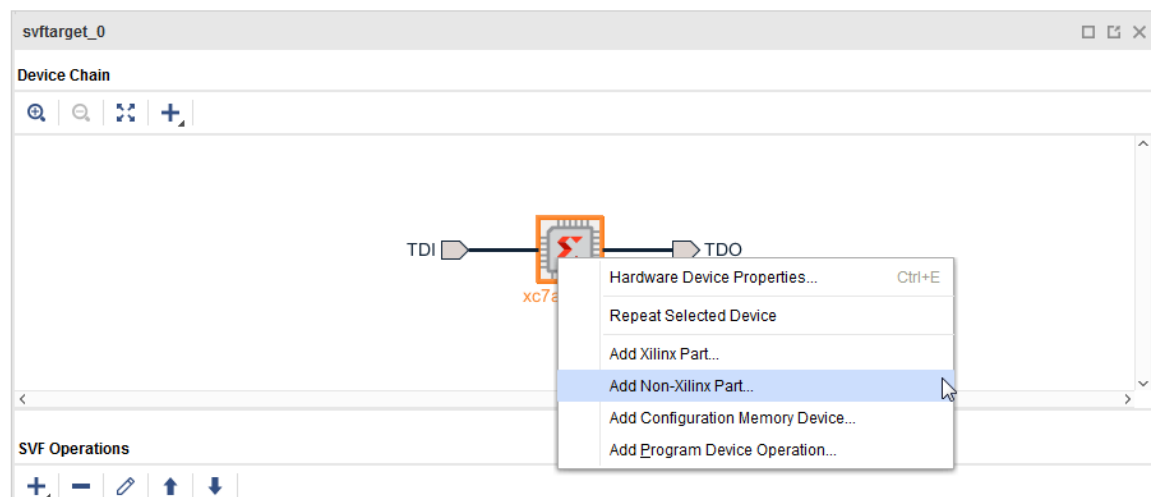 svftarget_0
Device Chain
TDI
TDO
Hardware Device Properties... Ctrl+E
Repeat Selected Device
Add Xilinx Part...
Add Non-Xilinx Part...
Add Configuration Memory Device...
Add Program Device Operation...
SVF Operations